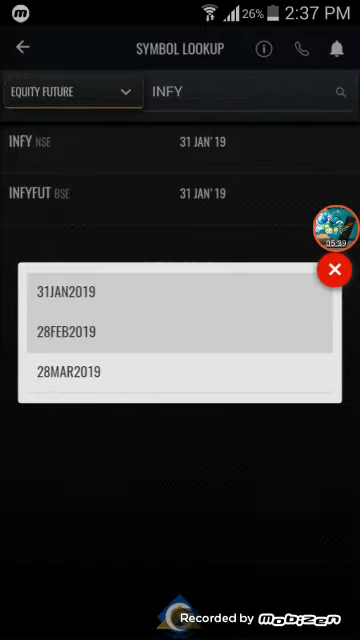 26% 2:37 PM
SYMBOL LOOKUP
EQUITY FUTURE INFY
INFY NSE 31 JAN' 19
INFYFUT BSE 31 JAN' 19
05:39
31JAN2019
28FEB2019
28MAR2019
Recorded by MOBIZEN